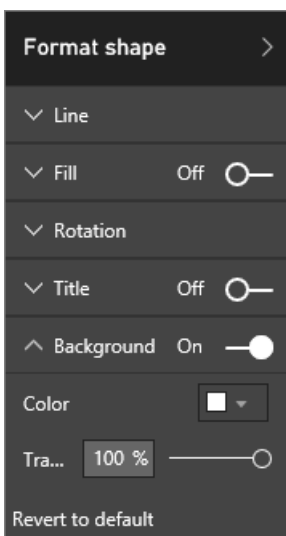 Format shape
Line
Fill Off
Rotation
Title Off
Background On
Color
Tra... 100 %
Revert to default